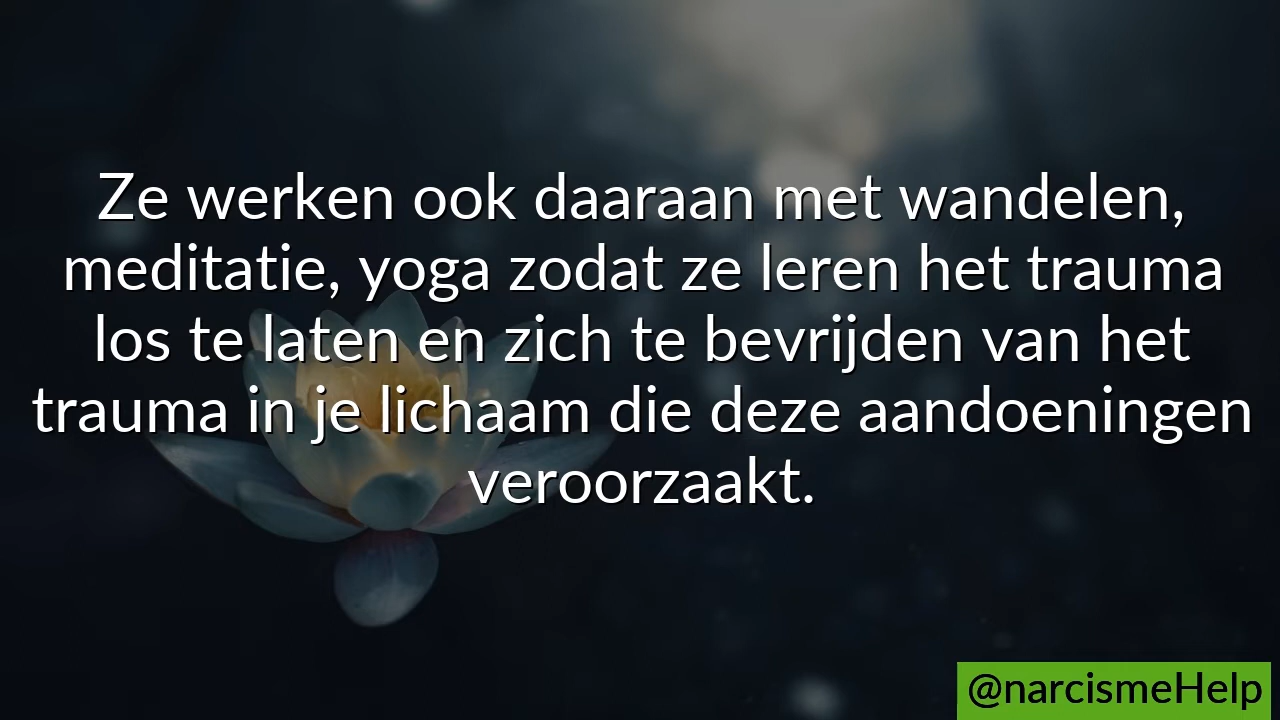 Ze werken ook daaraan met wandelen,
meditatie, yoga zodat ze leren het trauma
los te laten en zich te bevrijden van het
trauma in je lichaam die deze aandoeningen
veroorzaakt.
@narcismeHelp